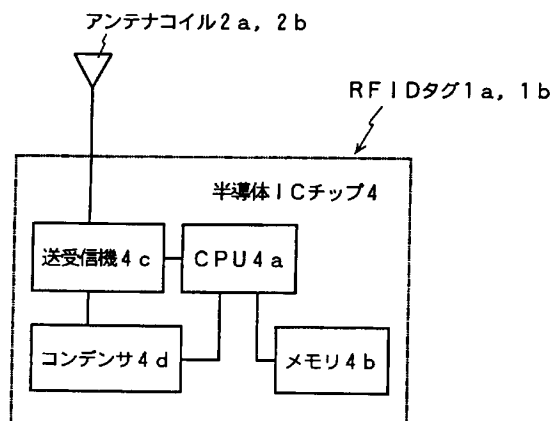 アンテナコイル2a,2b
RFIDタグ1a,1b
半導体ICチップ4
送受信機4c
CPU4a
コンデンサ4d
メモリ4b